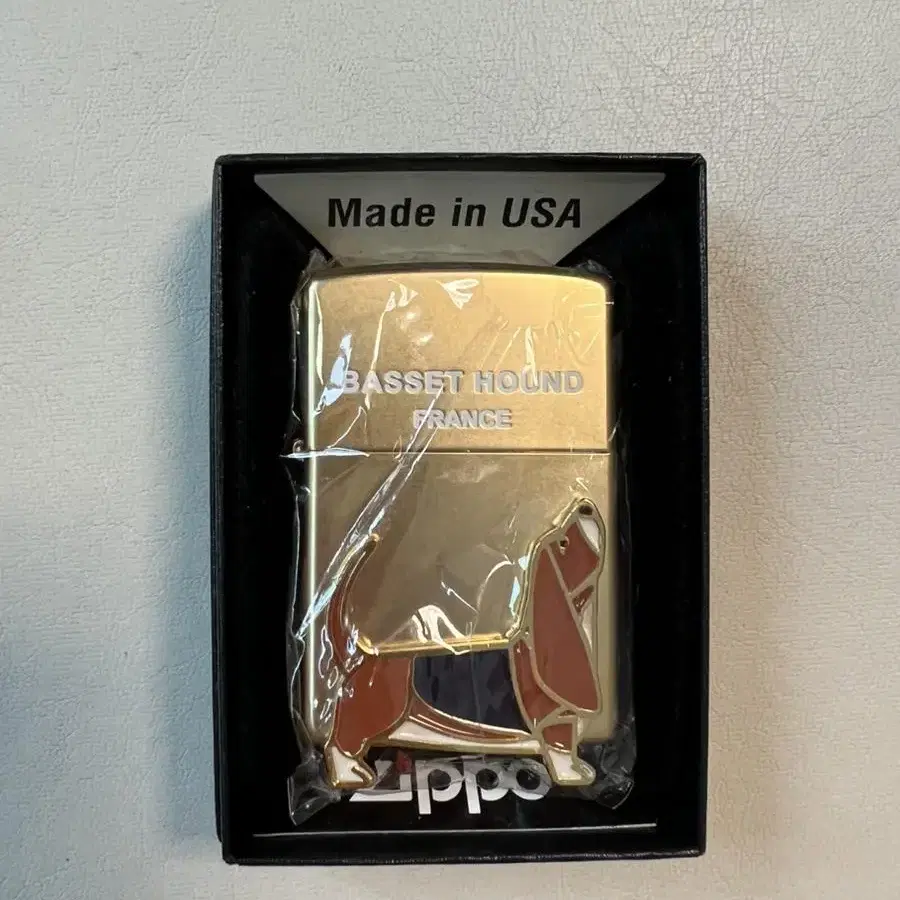 Made in USA
BASSET HOUND
FRANCE
Zippo